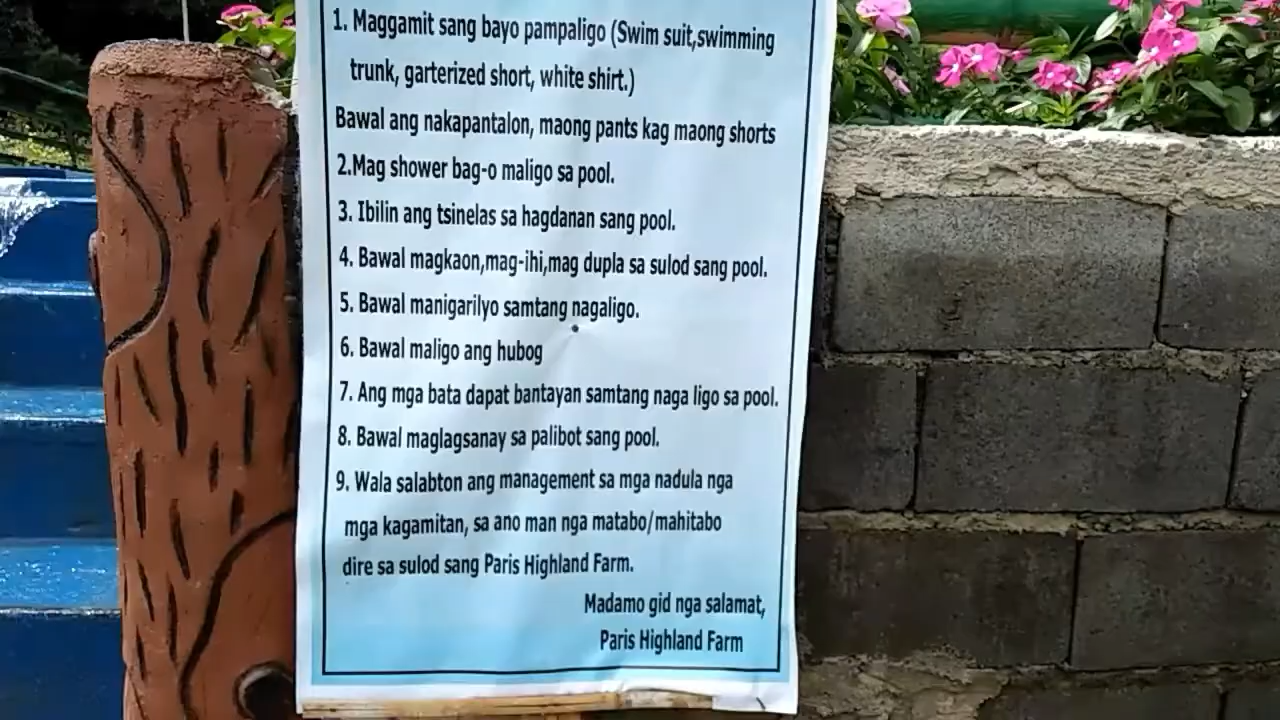 1. Maggamit sang bayo pampaligo (Swim suit,swimming
trunk, garterized short, white shirt.)
Bawal ang nakapantalon, maong pants kag maong shorts
2.Mag shower bag-o maligo sa pool.
3. Ibilin ang tsinelas sa hagdanan sang pool.
4. Bawal magkaon,mag-ihi,mag dupla sa sulod sang pool.
5. Bawal manigarilyo samtang nagaligo.
6. Bawal maligo ang hubog
7. Ang mga bata dapat bantayan samtang naga ligo sa pool.
8. Bawal maglagsanay sa palibot sang pool.
9. Wala salabton ang management sa mga nadula nga
mga kagamitan, sa ano man nga matabo/mahitabo
dire sa sulod sang Paris Highland Farm.
Madamo gid nga salamat,
Paris Highland Farm